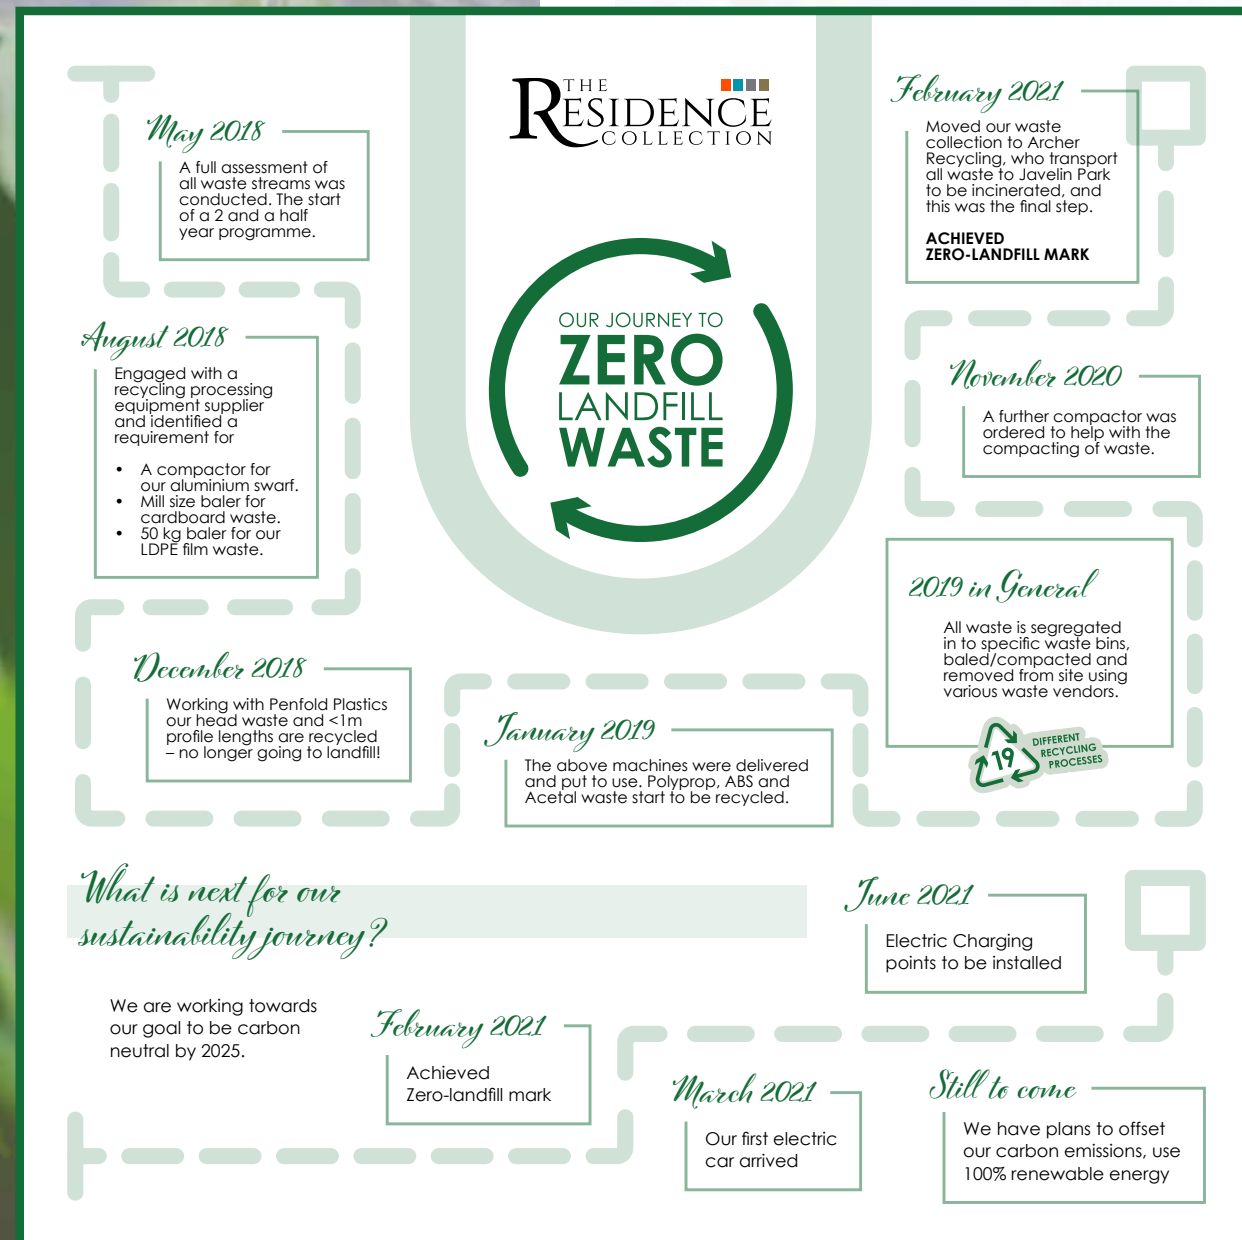 THE
RESIDENCE
COLLECTION
OUR JOURNEY TO
ZERO
LANDFILL
WASTE
May 2018
A full assessment of
all waste streams was
conducted. The start
of a 2 and a half
year programme.
August 2018
Engaged with a
recycling processing
equipment supplier
and identified a
requirement for
• A compactor for
our aluminium swarf.
• Mill size baler for
cardboard waste.
• 50 kg baler for our
LDPE film waste.
December 2018
Working with Penfold Plastics
our head waste and <1m
profile lengths are recycled
– no longer going to landfill!
January 2019
The above machines were delivered
and put to use. Polyprop, ABS and
Acetal waste start to be recycled.
2019 in General
All waste is segregated
in to specific waste bins,
baled/compacted and
removed from site using
various waste vendors.
19
DIFFERENT
RECYCLING
PROCESSES
November 2020
A further compactor was
ordered to help with the
compacting of waste.
February 2021
Moved our waste
collection to Archer
Recycling, who transport
all waste to Javelin Park
to be incinerated, and
this was the final step.
ACHIEVED
ZERO-LANDFILL MARK
What is next for our
sustainability journey?
We are working towards
our goal to be carbon
neutral by 2025.
February 2021
Achieved
Zero-landfill mark
March 2021
Our first electric
car arrived
June 2021
Electric Charging
points to be installed
Still to come
We have plans to offset
our carbon emissions, use
100% renewable energy